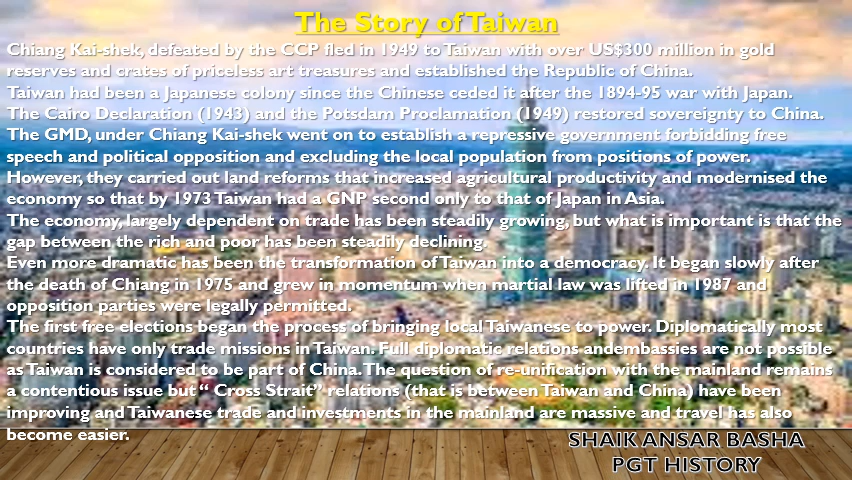 The Story of Taiwan
Chiang Kai-shek, defeated by the CCP fled in 1949 to Taiwan with over US$300 million in gold
reserves and crates of priceless art treasures and established the Republic of China.
Taiwan had been a Japanese colony since the Chinese ceded it after the 1894-95 war with Japan.
The Cairo Declaration (1943) and the Potsdam Proclamation (1949) restored sovereignty to China.
The GMD, under Chiang Kai-shek went on to establish a repressive government forbidding free
speech and political opposition and excluding the local population from positions of power.
However, they carried out land reforms that increased agricultural productivity and modernised the
economy so that by 1973 Taiwan had a GNP second only to that of Japan in Asia.
The economy, largely dependent on trade has been steadily growing, but what is important is that the
gap between the rich and poor has been steadily declining.
Even more dramatic has been the transformation of Taiwan into a democracy. It began slowly after
the death of Chiang in 1975 and grew in momentum when martial law was lifted in 1987 and
opposition parties were legally permitted.
The first free elections began the process of bringing local Taiwanese to power. Diplomatically most
countries have only trade missions in Taiwan. Full diplomatic relations andembassies are not possible
as Taiwan is considered to be part of China. The question of re-unification with the mainland remains
a contentious issue but “ Cross Strait” relations (that is between Taiwan and China) have been
improving and Taiwanese trade and investments in the mainland are massive and travel has also
become easier.
SHAIK ANSAR BASHA
PGT HISTORY